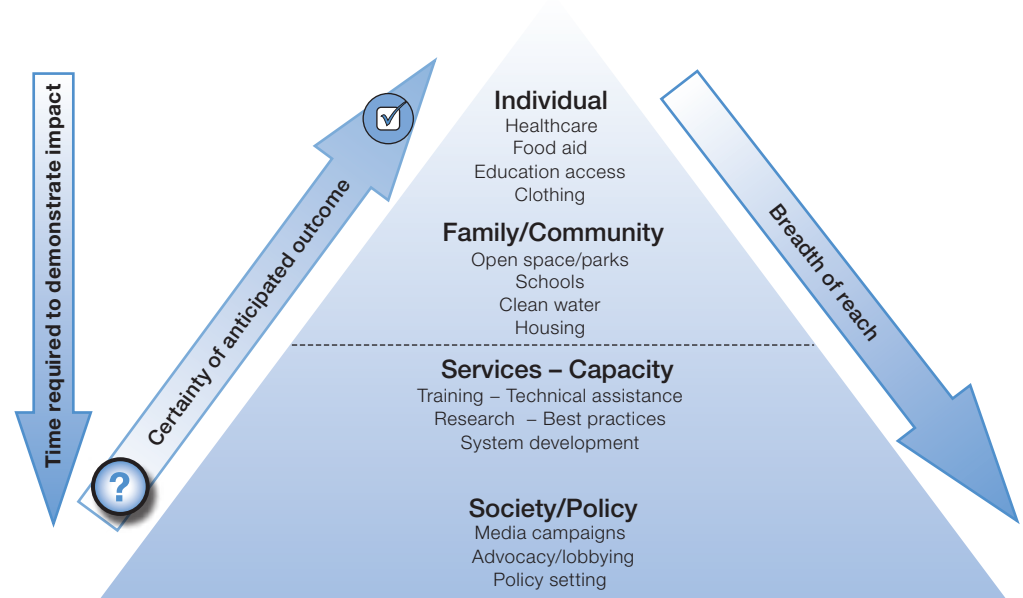 Time required to demonstrate impact
Certainty of anticipated outcome
?
Individual
Healthcare
Food aid
Education access
Clothing
Family/Community
Open space/parks
Schools
Clean water
Housing
Services – Capacity
Training – Technical assistance
Research – Best practices
System development
Society/Policy
Media campaigns
Advocacy/lobbying
Policy setting
Breadth of reach